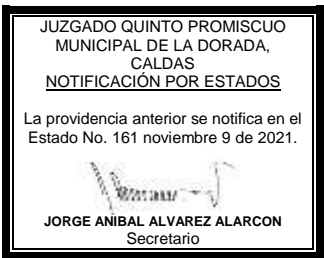 JUZGADO QUINTO PROMISCUO
MUNICIPAL DE LA DORADA,
CALDAS
NOTIFICACIÓN POR ESTADOS
La providencia anterior se notifica en el
Estado No. 161 noviembre 9 de 2021.
JORGE ANIBAL ALVAREZ ALARCON
Secretario